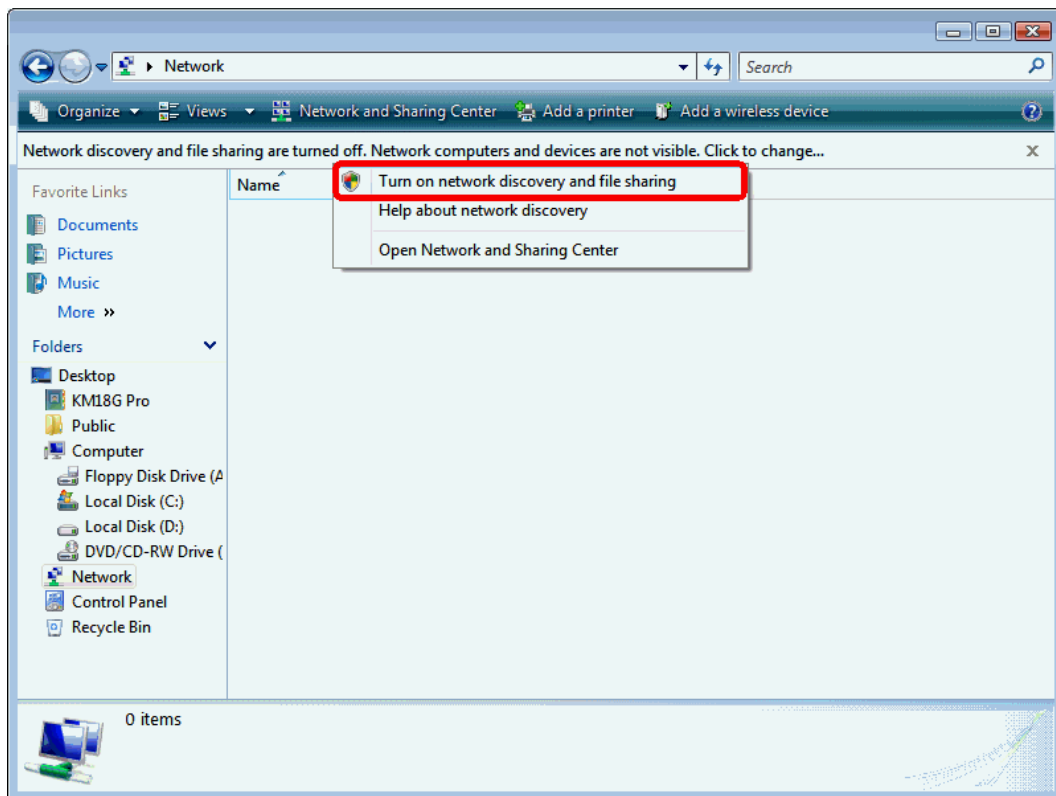 Network
Search
Organize Views Network and Sharing Center Add a printer Add a wireless device
Network discovery and file sharing are turned off. Network computers and devices are not visible. Click to change...
Turn on network discovery and file sharing
Help about network discovery
Open Network and Sharing Center
Name
Favorite Links
Documents
Pictures
Music
More »
Folders
Desktop
KM18G Pro
Public
Computer
Floppy Disk Drive (A
Local Disk (C:)
Local Disk (D:)
DVD/CD-RW Drive (
Network
Control Panel
Recycle Bin
0 items